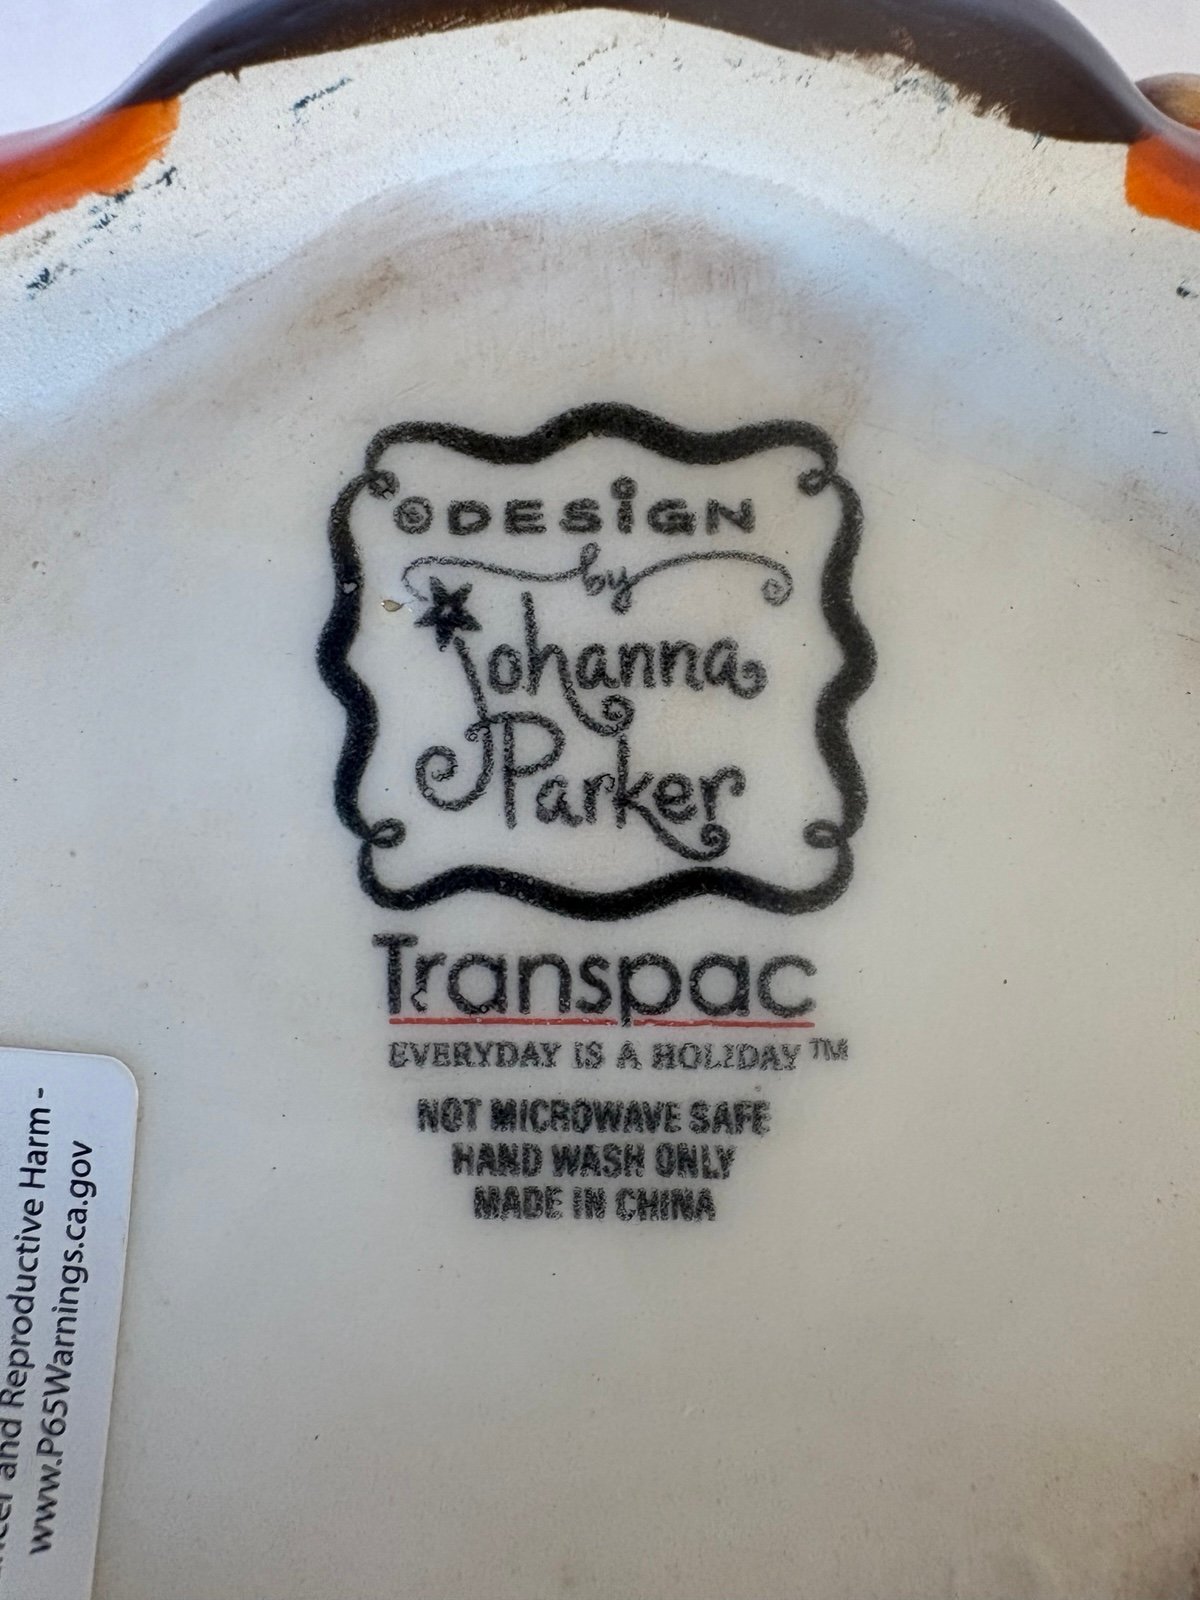 ©DESIGN
by
Johanna
Parker
Transpac
EVERYDAY IS A HOLIDAY™
NOT MICROWAVE SAFE
HAND WASH ONLY
MADE IN CHINA
and Reproductive Harm -
www.P65Warnings.ca.gov